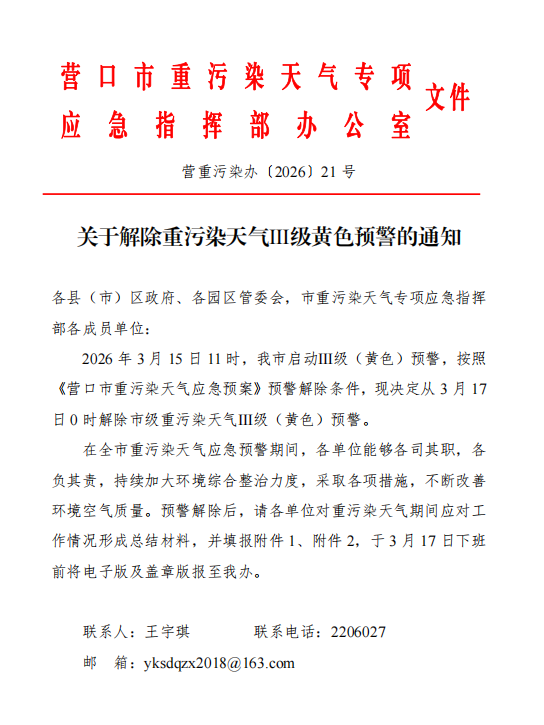 营口市重污染天气专项
应急指挥部办公室
文件
营重污染办〔2026〕21 号
关于解除重污染天气Ⅲ级黄色预警的通知
各县（市）区政府、各园区管委会，市重污染天气专项应急指挥
部各成员单位：
2026 年 3 月 15 日 11 时，我市启动Ⅲ级（黄色）预警，按照
《营口市重污染天气应急预案》预警解除条件，现决定从 3 月 17
日 0 时解除市级重污染天气Ⅲ级（黄色）预警。
在全市重污染天气应急预警期间，各单位能够各司其职，各
负其责，持续加大环境综合整治力度，采取各项措施，不断改善
环境空气质量。预警解除后，请各单位对重污染天气期间应对工
作情况形成总结材料，并填报附件 1、附件 2，于 3 月 17 日下班
前将电子版及盖章版报至我办。
联系人：王宇琪 联系电话：2206027
邮 箱：yksdqzx2018@163.com